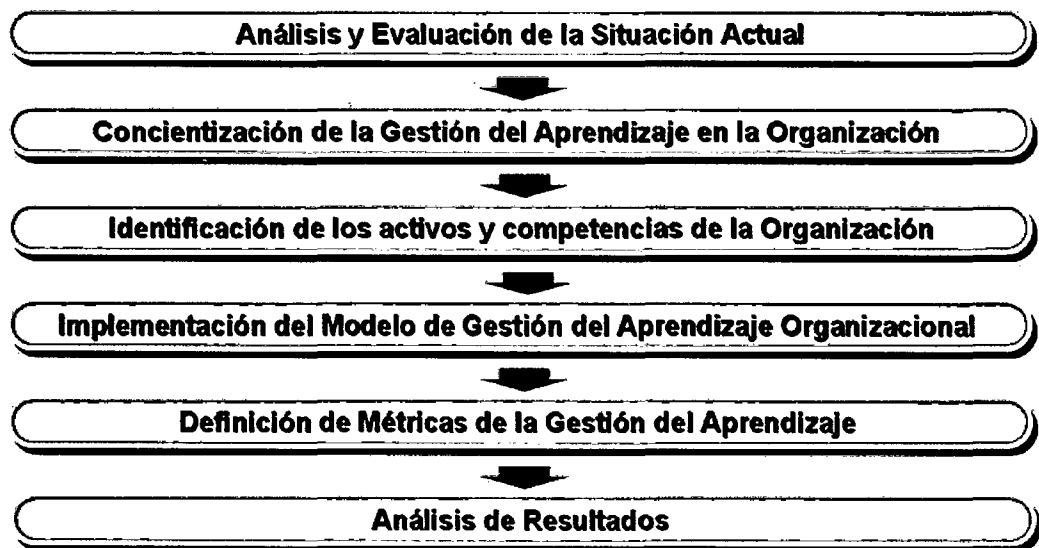 Análisis y Evaluación de la Situación Actual
Concientización de la Gestión del Aprendizaje en la Organización
Identificación de los activos y competencias de la Organización
Implementación del Modelo de Gestión del Aprendizaje Organizacional
Definición de Métricas de la Gestión del Aprendizaje
Análisis de Resultados